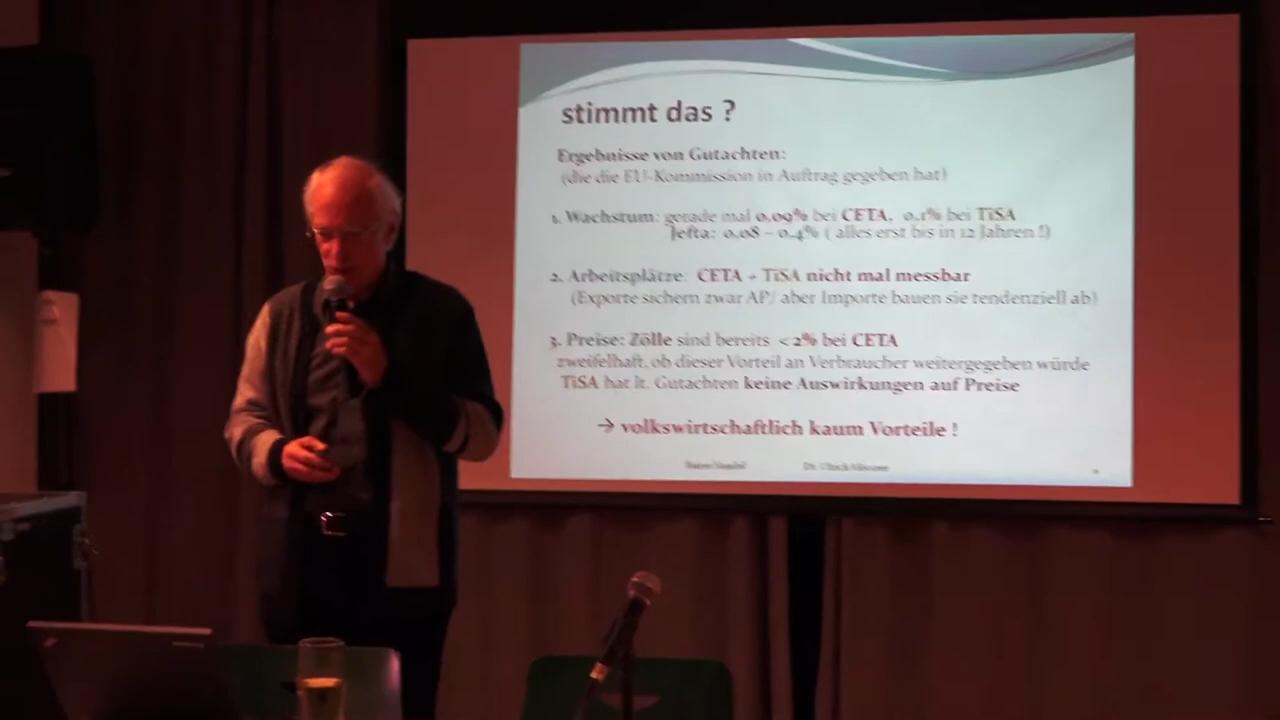 stimmt das ?
Ergebnisse von Gutachten:
(die die EU-Kommission in Auftrag gegeben hat)
1. Wachstum: gerade mal 0.09% bei CETA, 0.1% bei TiSA
Jefta: 0.08 - 0.4% ( alles erst bis in 12 Jahren !)
2. Arbeitsplätze: CETA + TiSA nicht mal messbar
(Exporte sichern zwar AP/ aber Importe bauen sie tendenziell ab)
3. Preise: Zölle sind bereits <2% bei CETA
zweifelhaft, ob dieser Vorteil an Verbraucher weitergegeben würde
TiSA hat lt. Gutachten keine Auswirkungen auf Preise
→ volkswirtschaftlich kaum Vorteile !
Dr. Ulrich